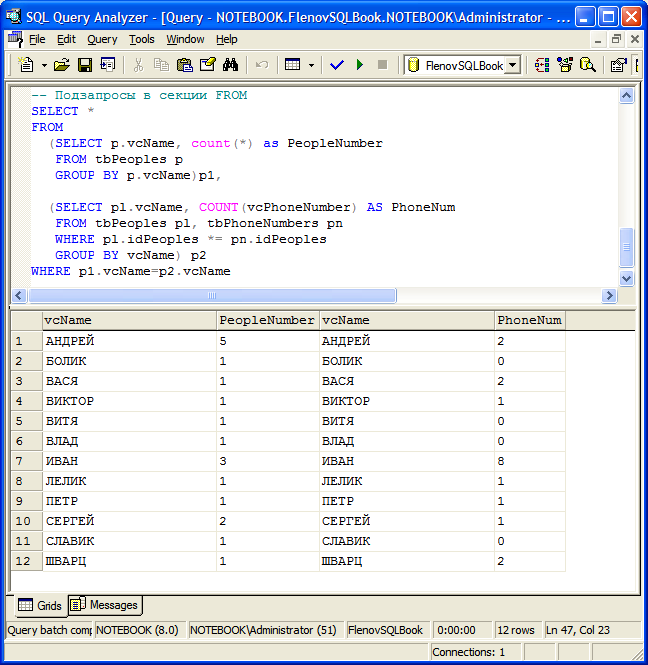 SQL Query Analyzer - [Query - NOTEBOOK.FlenovSQLBook.NOTEBOOK\Administrator - ...
File Edit Query Tools Window Help
FlenovSQLBook
-- Подзапросы в секции FROM
SELECT *
FROM
(SELECT p.vcName, count(*) as PeopleNumber
FROM tbPeoples p
GROUP BY p.vcName)p1,
(SELECT pl.vcName, COUNT(vcPhoneNumber) AS PhoneNum
FROM tbPeoples pl, tbPhoneNumbers pn
WHERE pl.idPeoples *= pn.idPeoples
GROUP BY vcName) p2
WHERE p1.vcName=p2.vcName
vcName PeopleNumber vcName PhoneNum
1 АНДРЕЙ 5 АНДРЕЙ 2
2 БОЛИК 1 БОЛИК 0
3 ВАСЯ 1 ВАСЯ 2
4 ВИКТОР 1 ВИКТОР 1
5 ВИТЯ 1 ВИТЯ 0
6 ВЛАД 1 ВЛАД 0
7 ИВАН 3 ИВАН 8
8 ЛЕЛИК 1 ЛЕЛИК 1
9 ПЕТР 1 ПЕТР 1
10 СЕРГЕЙ 2 СЕРГЕЙ 1
11 СЛАВИК 1 СЛАВИК 0
12 ШВАРЦ 1 ШВАРЦ 2
Grids Messages
Query batch comp NOTEBOOK (8.0) NOTEBOOK\Administrator (51) FlenovSQLBook 0:00:00 12 rows Ln 47, Col 23
Connections: 1